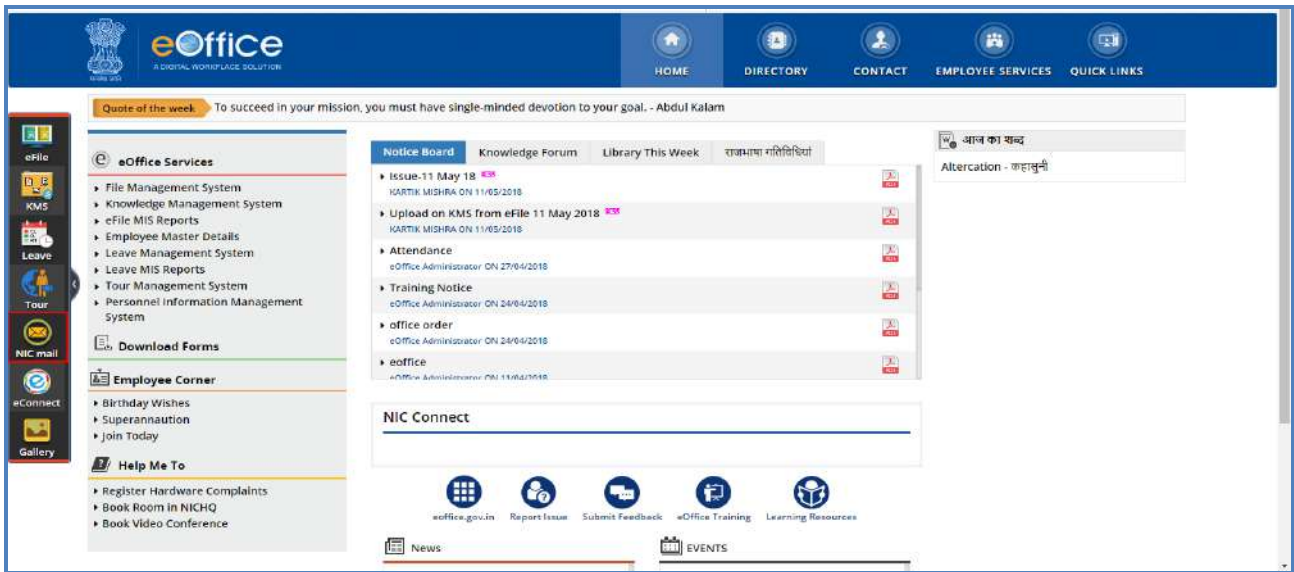 eOffice
A DIGITAL WORKPLACE SOLUTION
HOME
DIRECTORY
CONTACT
EMPLOYEE SERVICES
QUICK LINKS
Quote of the week
To succeed in your mission, you must have single-minded devotion to your goal. - Abdul Kalam
eFile
KMS
Leave
Tour
NIC mail
eConnect
Gallery
eOffice Services
File Management System
Knowledge Management System
eFile MIS Reports
Employee Master Details
Leave Management System
Leave MIS Reports
Tour Management System
Personnel Information Management
System
Download Forms
Employee Corner
Birthday Wishes
Superannaution
Join Today
Help Me To
Register Hardware Complaints
Book Room in NICHQ
Book Video Conference
Notice Board
Knowledge Forum
Library This Week
राजभाषा गतिविधियां
Issue-11 May 18
KARTIK MISHRA ON 11/05/2018
Upload on KMS from eFile 11 May 2018
KARTIK MISHRA ON 11/05/2018
Attendance
eOffice Administrator ON 27/04/2018
Training Notice
eOffice Administrator ON 24/04/2018
office order
eOffice Administrator ON 24/04/2018
eoffice
eOffice Administrator ON 11/04/2018
NIC Connect
eoffice.gov.in
Report Issue
Submit Feedback
eOffice Training
Learning Resources
News
EVENTS
आज का शब्द
Altercation - कहासुनी